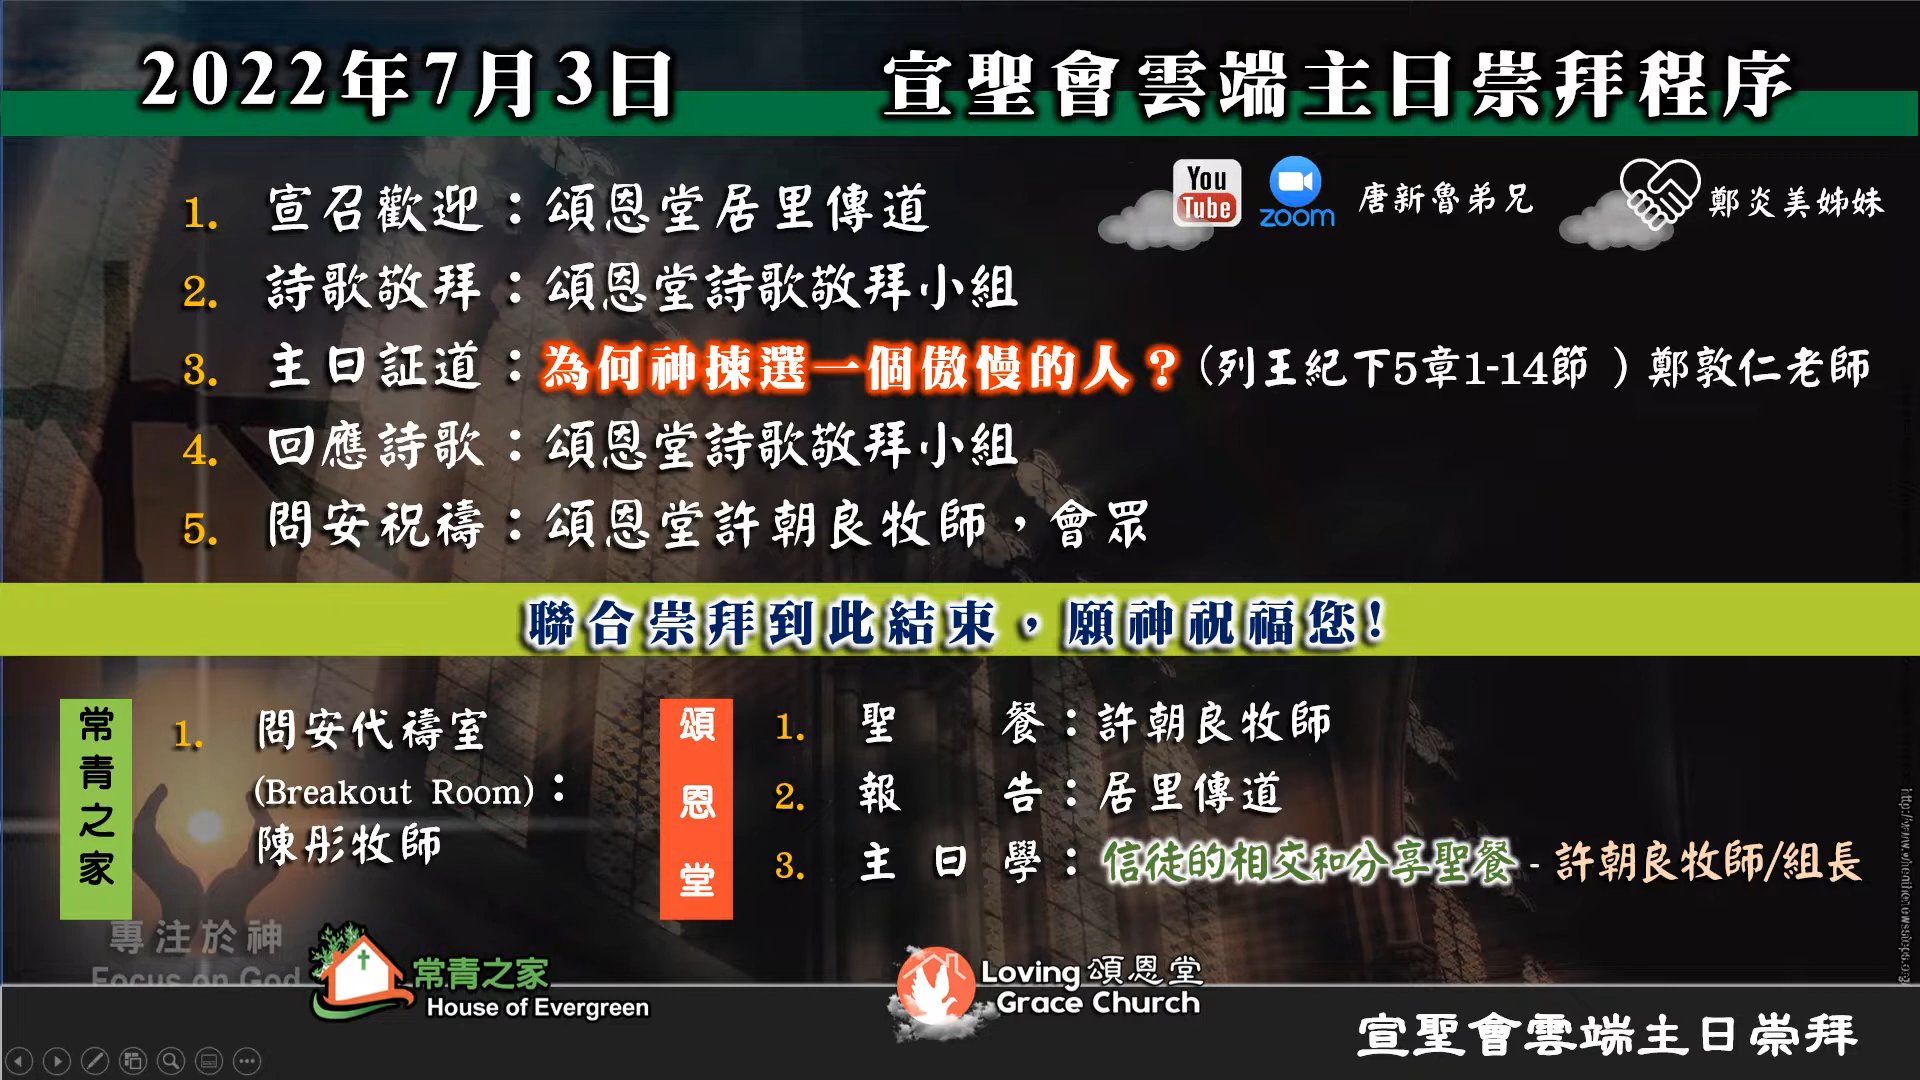 2022年7月3日 宣聖會雲端主日崇拜程序
You Tube zoom 唐新魯弟兄 鄭炎美姊妹
1. 宣召歡迎：頌恩堂居里傳道
2. 詩歌敬拜：頌恩堂詩歌敬拜小組
3. 主日証道：為何神揀選一個傲慢的人？(列王紀下5章1-14節 ) 鄭敦仁老師
4. 回應詩歌：頌恩堂詩歌敬拜小組
5. 問安祝禱：頌恩堂許朝良牧師，會眾
聯合崇拜到此結束，願神祝福您!
常青之家
1. 問安代禱室
(Breakout Room)：
陳彤牧師
頌恩堂
1. 聖 餐：許朝良牧師
2. 報 告：居里傳道
3. 主日學：信徒的相交和分享聖餐 - 許朝良牧師/組長
專注於神
Focus on God
常青之家
House of Evergreen
Loving 頌恩堂
Grace Church
宣聖會雲端主日崇拜